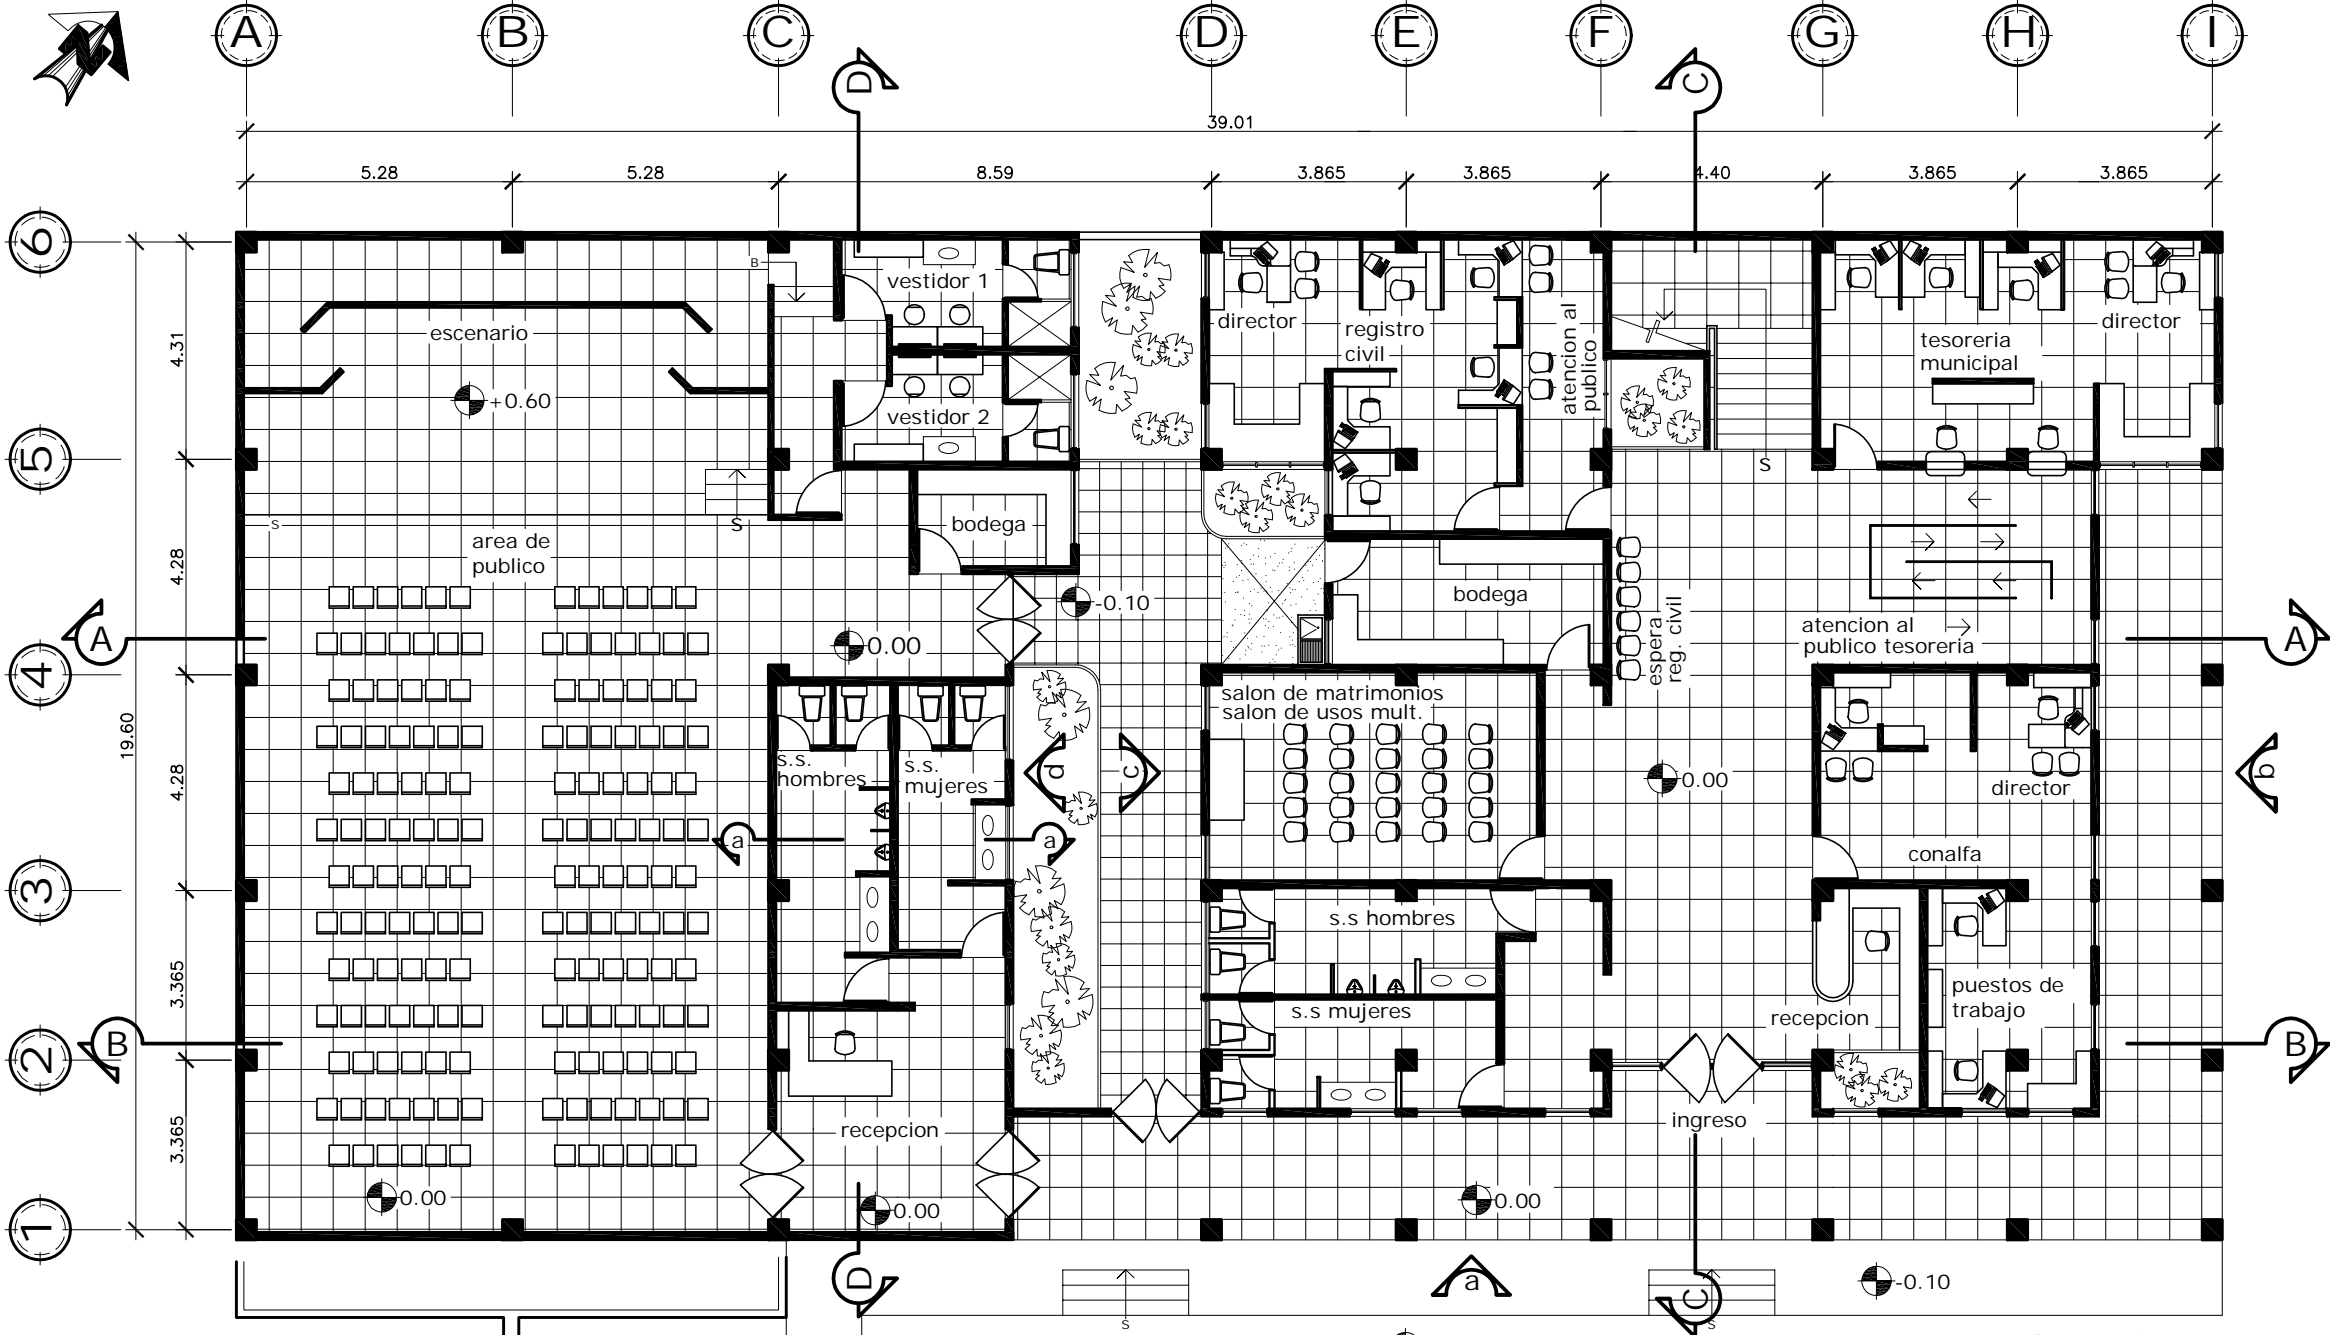 A B C D E F G H I
D
C
39.01
5.28 5.28 8.59 3.865 3.865 4.40 3.865 3.865
6
5
4
3
2
1
4.31
4.28
4.28
3.365
3.365
19.60
B
vestidor 1
escenario
+0.60
vestidor 2
director
registro
civil
atencion al
publico
tesoreria
municipal
director
S
S
S
area de
publico
bodega
-0.10
0.00
bodega
espera
reg. civil
atencion al
publico tesoreria
A
A
salon de matrimonios
salon de usos mult.
s.s.
hombres
s.s.
mujeres
d
c
b
0.00
director
a
a
conalfa
s.s hombres
puestos de
trabajo
s.s mujeres
recepcion
B
B
recepcion
ingreso
0.00
0.00
0.00
D
a
C
-0.10
S
S